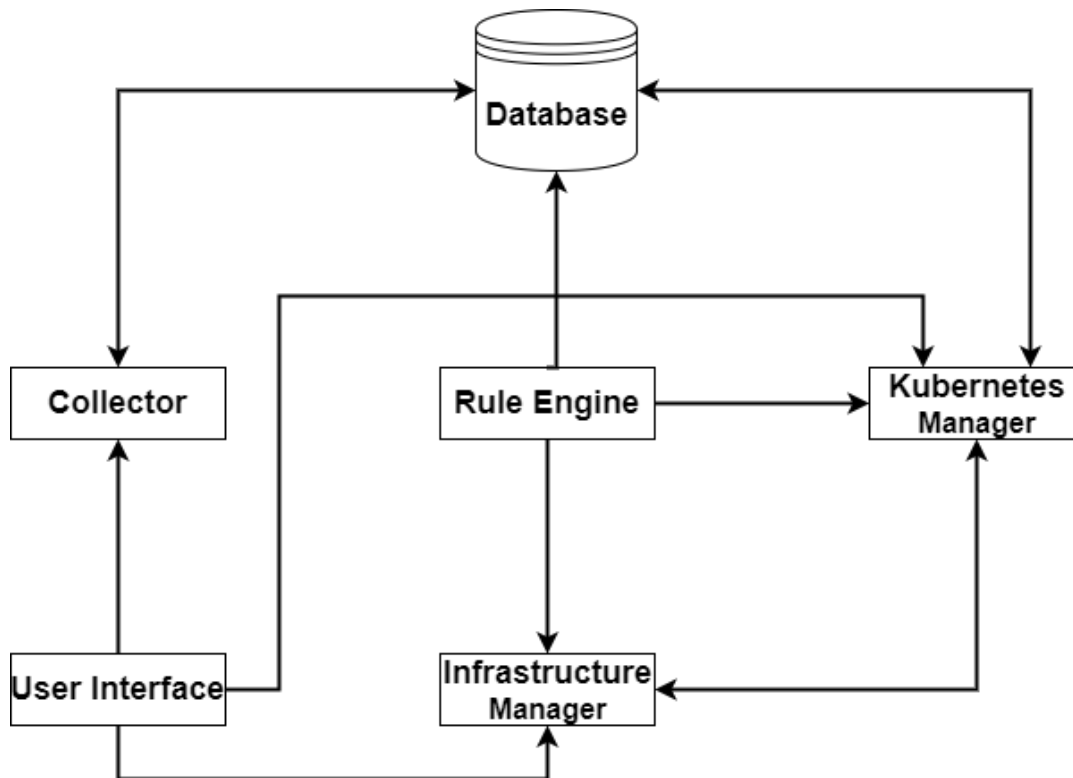 Database
Collector
Rule Engine
Kubernetes
Manager
User Interface
Infrastructure
Manager